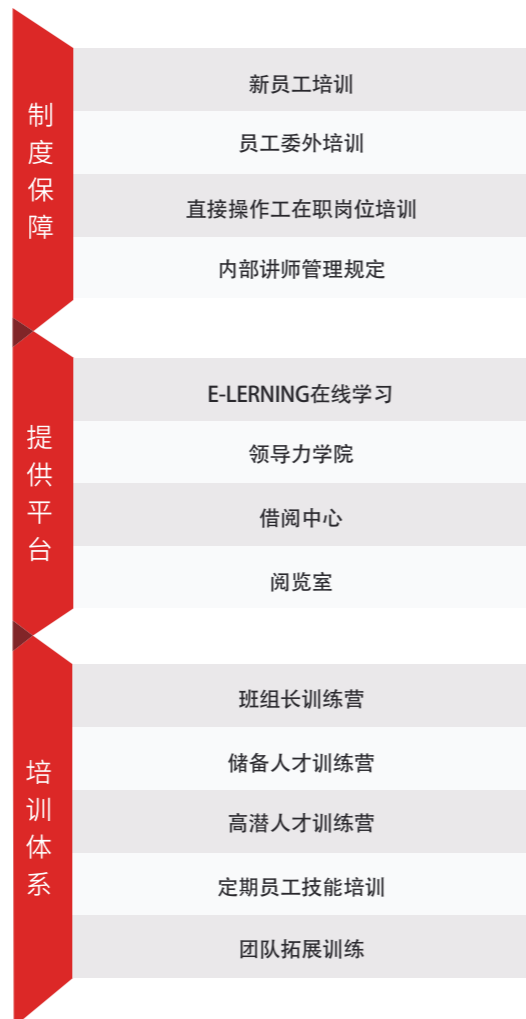 制度保障
新员工培训
员工委外培训
直接操作工在职岗位培训
内部讲师管理规定
提供平台
E-LERNING在线学习
领导力学院
借阅中心
阅览室
培训体系
班组长训练营
储备人才训练营
高潜人才训练营
定期员工技能培训
团队拓展训练